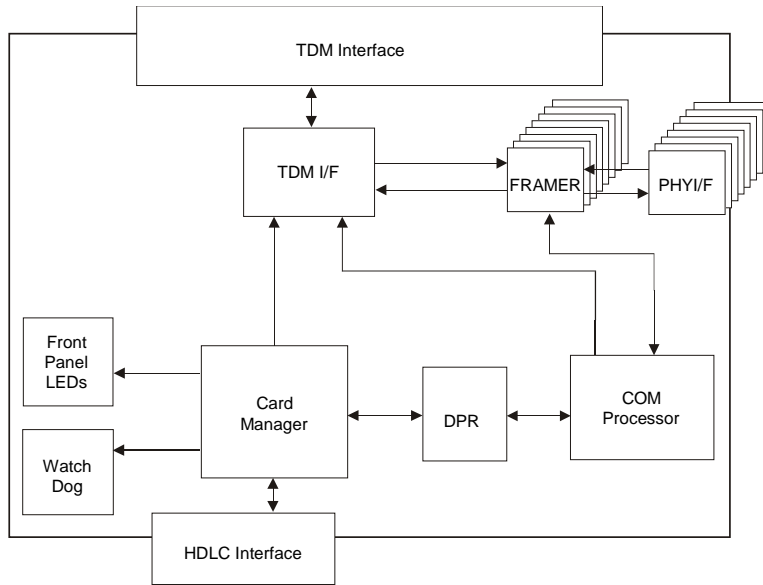 TDM Interface
TDM I/F
FRAMER
PHYI/F
Front
Panel
LEDs
Card
Manager
DPR
COM
Processor
Watch
Dog
HDLC Interface